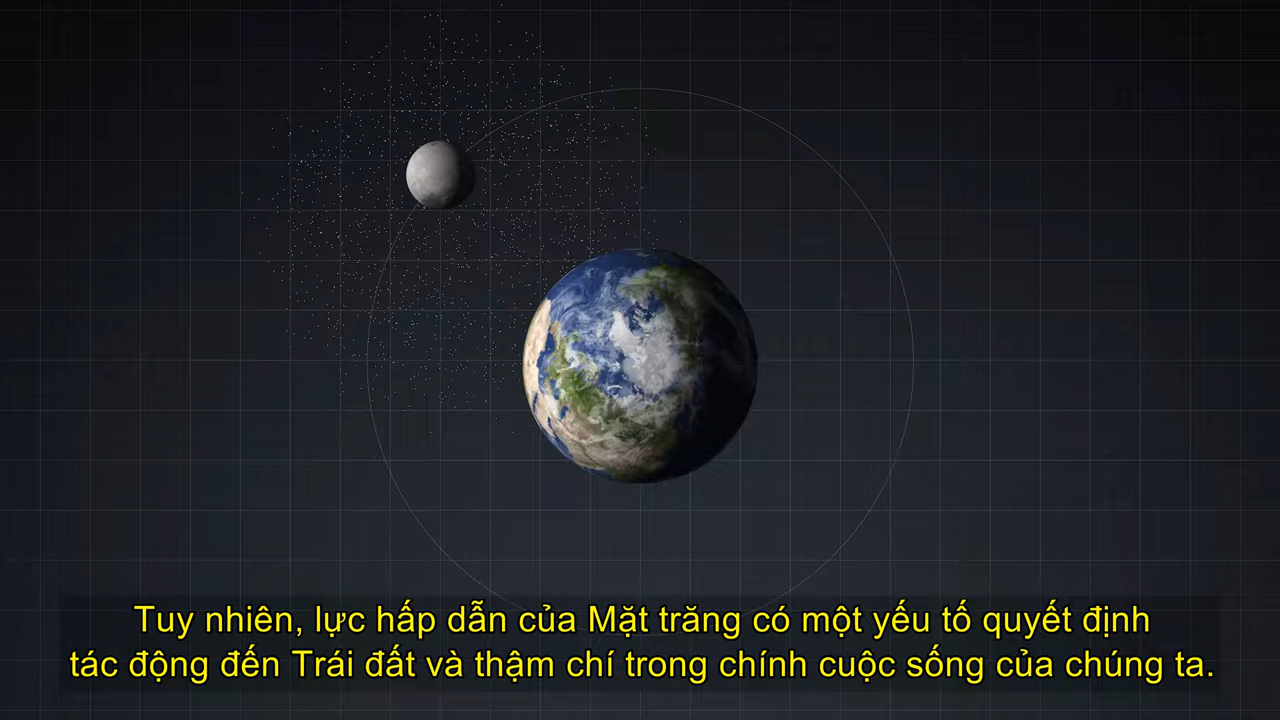 Tuy nhiên, lực hấp dẫn của Mặt trăng có một yếu tố quyết định
tác động đến Trái đất và thậm chí trong chính cuộc sống của chúng ta.